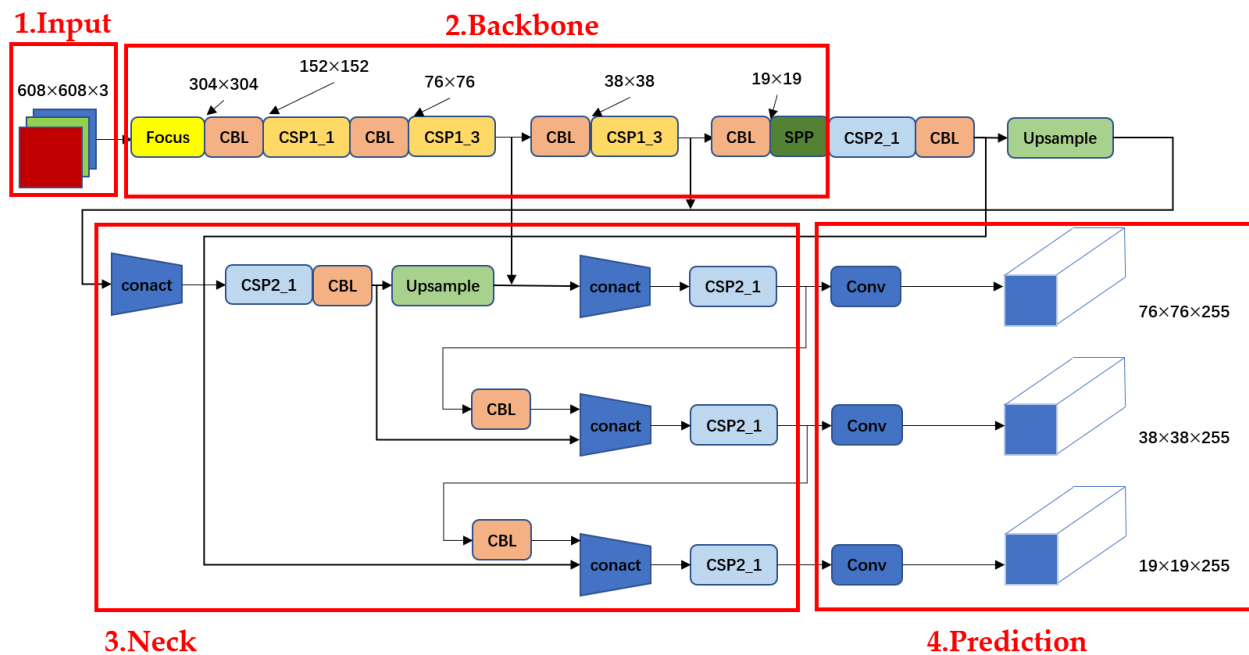 1.Input
2.Backbone
608×608×3
304×304
152×152
76×76
38×38
19×19
Focus
CBL
CSP1_1
CBL
CSP1_3
CBL
CSP1_3
CBL
SPP
CSP2_1
CBL
Upsample
conact
CSP2_1
CBL
Upsample
conact
CSP2_1
Conv
76×76×255
CBL
conact
CSP2_1
Conv
38×38×255
CBL
conact
CSP2_1
Conv
19×19×255
3.Neck
4.Prediction